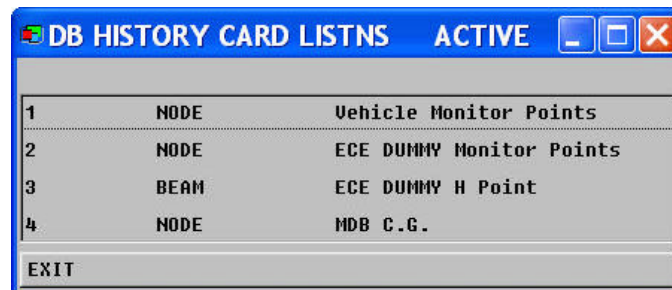 DB HISTORY CARD LISTNS ACTIVE
1 NODE Vehicle Monitor Points
2 NODE ECE DUMMY Monitor Points
3 BEAM ECE DUMMY H Point
4 NODE MDB C.G.
EXIT